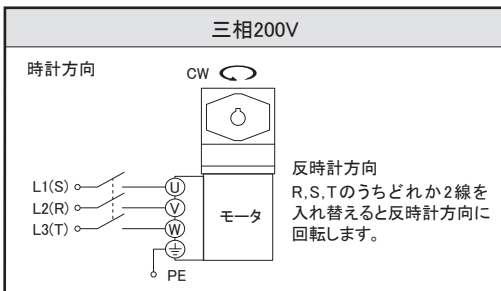 三相200V
時計方向
CW
L1(S)
L2(R)
L3(T)
U
V
W
PE
モータ
反時計方向
R,S,Tのうちどれか2線を
入れ替えると反時計方向に
回転します。